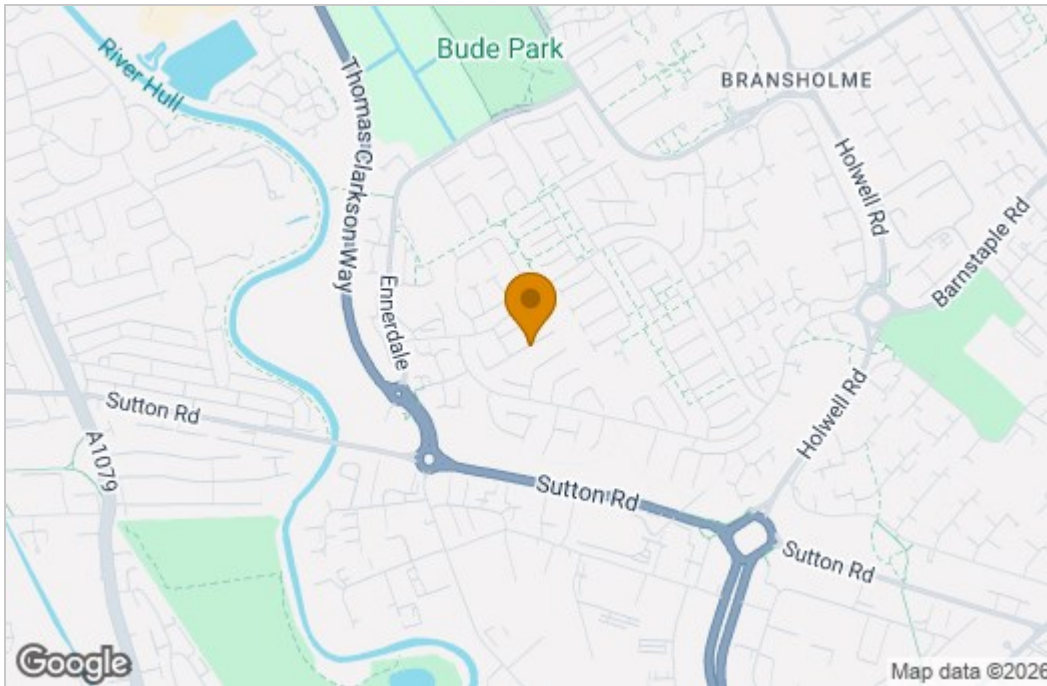 River Hull
Thomas Clarkson Way
Bude Park
BRANSHOLME
Holwell Rd
Barnstaple Rd
Ennerdale
Sutton Rd
A1079
Holwell Rd
Sutton Rd
Sutton Rd
Google
Map data ©2026